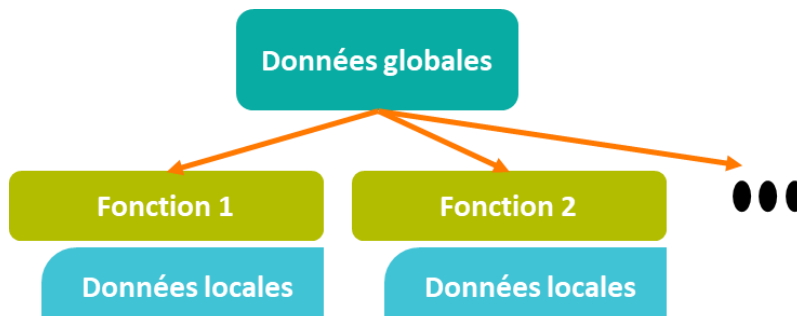 Données globales
Fonction 1
Fonction 2
Données locales
Données locales